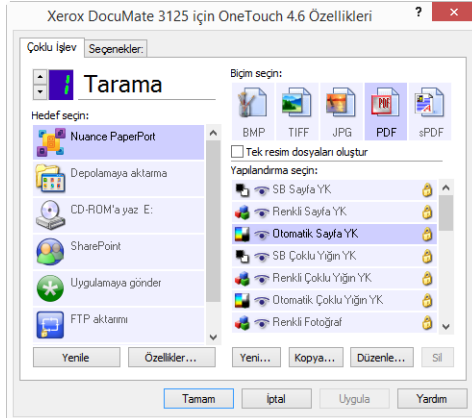 Xerox DocuMate 3125 için OneTouch 4.6 Özellikleri
Çoklu İşlev
Seçenekler:
1
Tarama
Hedef seçin:
Nuance PaperPort
Depolamaya aktarma
CD-ROM'a yaz E:
SharePoint
Uygulamaya gönder
FTP aktarımı
Yenile
Özellikler...
Biçim seçin:
BMP
TIFF
JPG
PDF
sPDF
Tek resim dosyaları oluştur
Yapılandırma seçin:
SB Sayfa YK
Renkli Sayfa YK
Otomatik Sayfa YK
SB Çoklu Yığın YK
Renkli Çoklu Yığın YK
Otomatik Çoklu Yığın YK
Renkli Fotoğraf
Yeni...
Kopya...
Düzenle...
Sil
Tamam
İptal
Uygula
Yardım